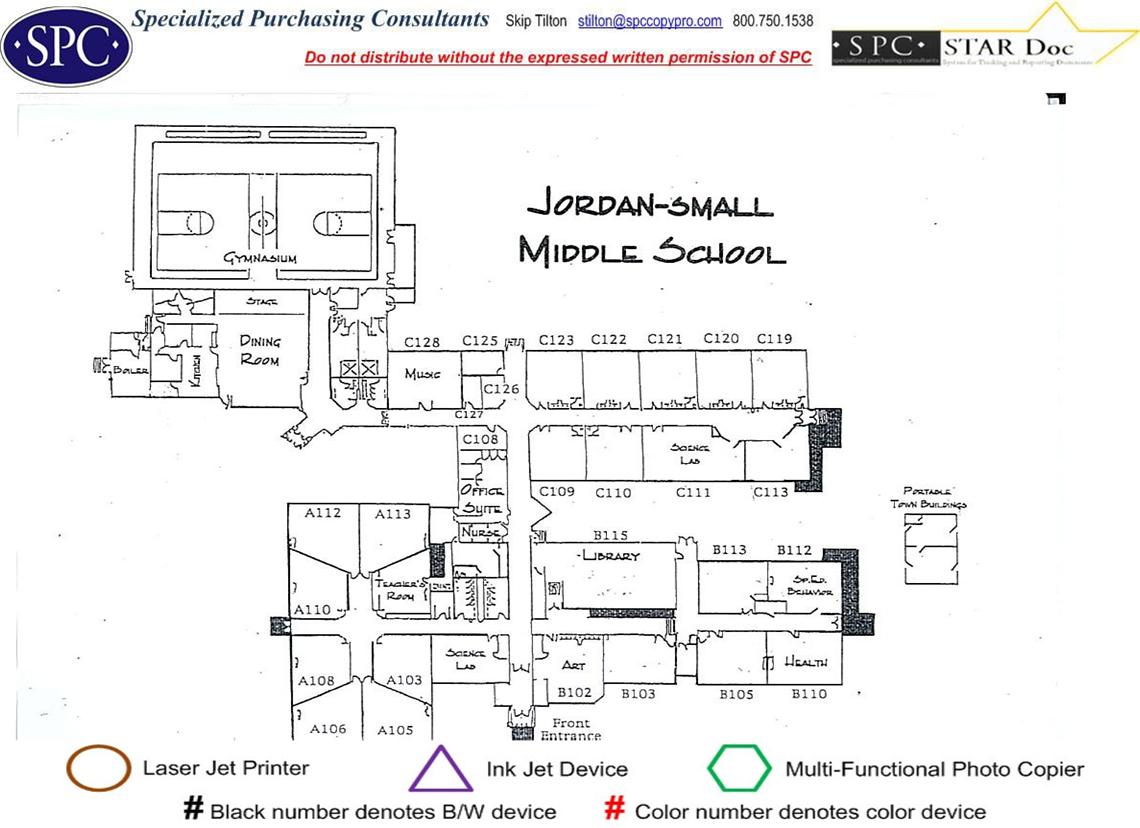 SPC
Specialized Purchasing Consultants Skip Tilton stilton@spccopypro.com 800.750.1538
Do not distribute without the expressed written permission of SPC
· S P C · STAR Doc
specialized purchasing consultants System for Tracking and Reporting Documents
JORDAN-SMALL
MIDDLE SCHOOL
GYMNASIUM
STAGE
DINING
ROOM
BOILER
KITCHEN
C128
C125
C123
C122
C121
C120
C119
MUSIC
C126
C127
C108
SCIENCE
LAB
OFFICE
SUITE
C109
C110
C111
C113
PORTABLE
TOWN BUILDINGS
A112
A113
NURSE
B115
LIBRARY
B113
B112
SP.ED.
BEHAVIOR
TEACHER'S
ROOM
A110
SCIENCE
LAB
ART
HEALTH
A108
A103
B102
B103
B105
B110
A106
A105
Front
Entrance
Laser Jet Printer
Ink Jet Device
Multi-Functional Photo Copier
# Black number denotes B/W device
# Color number denotes color device